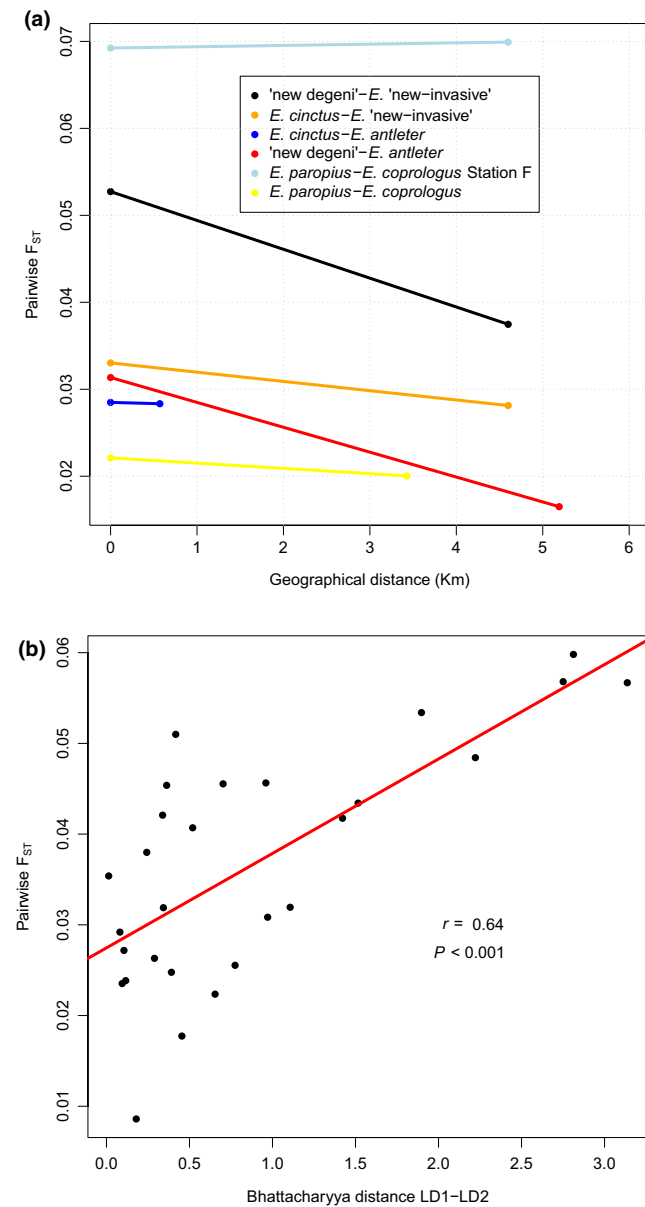 (a)
0.07
0.06
0.05
0.04
0.03
0.02
Pairwise FST
'new degeni'−E. 'new-invasive'
E. cinctus−E. 'new-invasive'
E. cinctus−E. antleter
'new degeni'−E. antleter
E. paropius−E. coprologus Station F
E. paropius−E. coprologus
0 1 2 3 4 5 6
Geographical distance (Km)
(b)
0.06
0.05
0.04
0.03
0.02
0.01
Pairwise FST
r = 0.64
P < 0.001
0.0 0.5 1.0 1.5 2.0 2.5 3.0
Bhattacharyya distance LD1−LD2